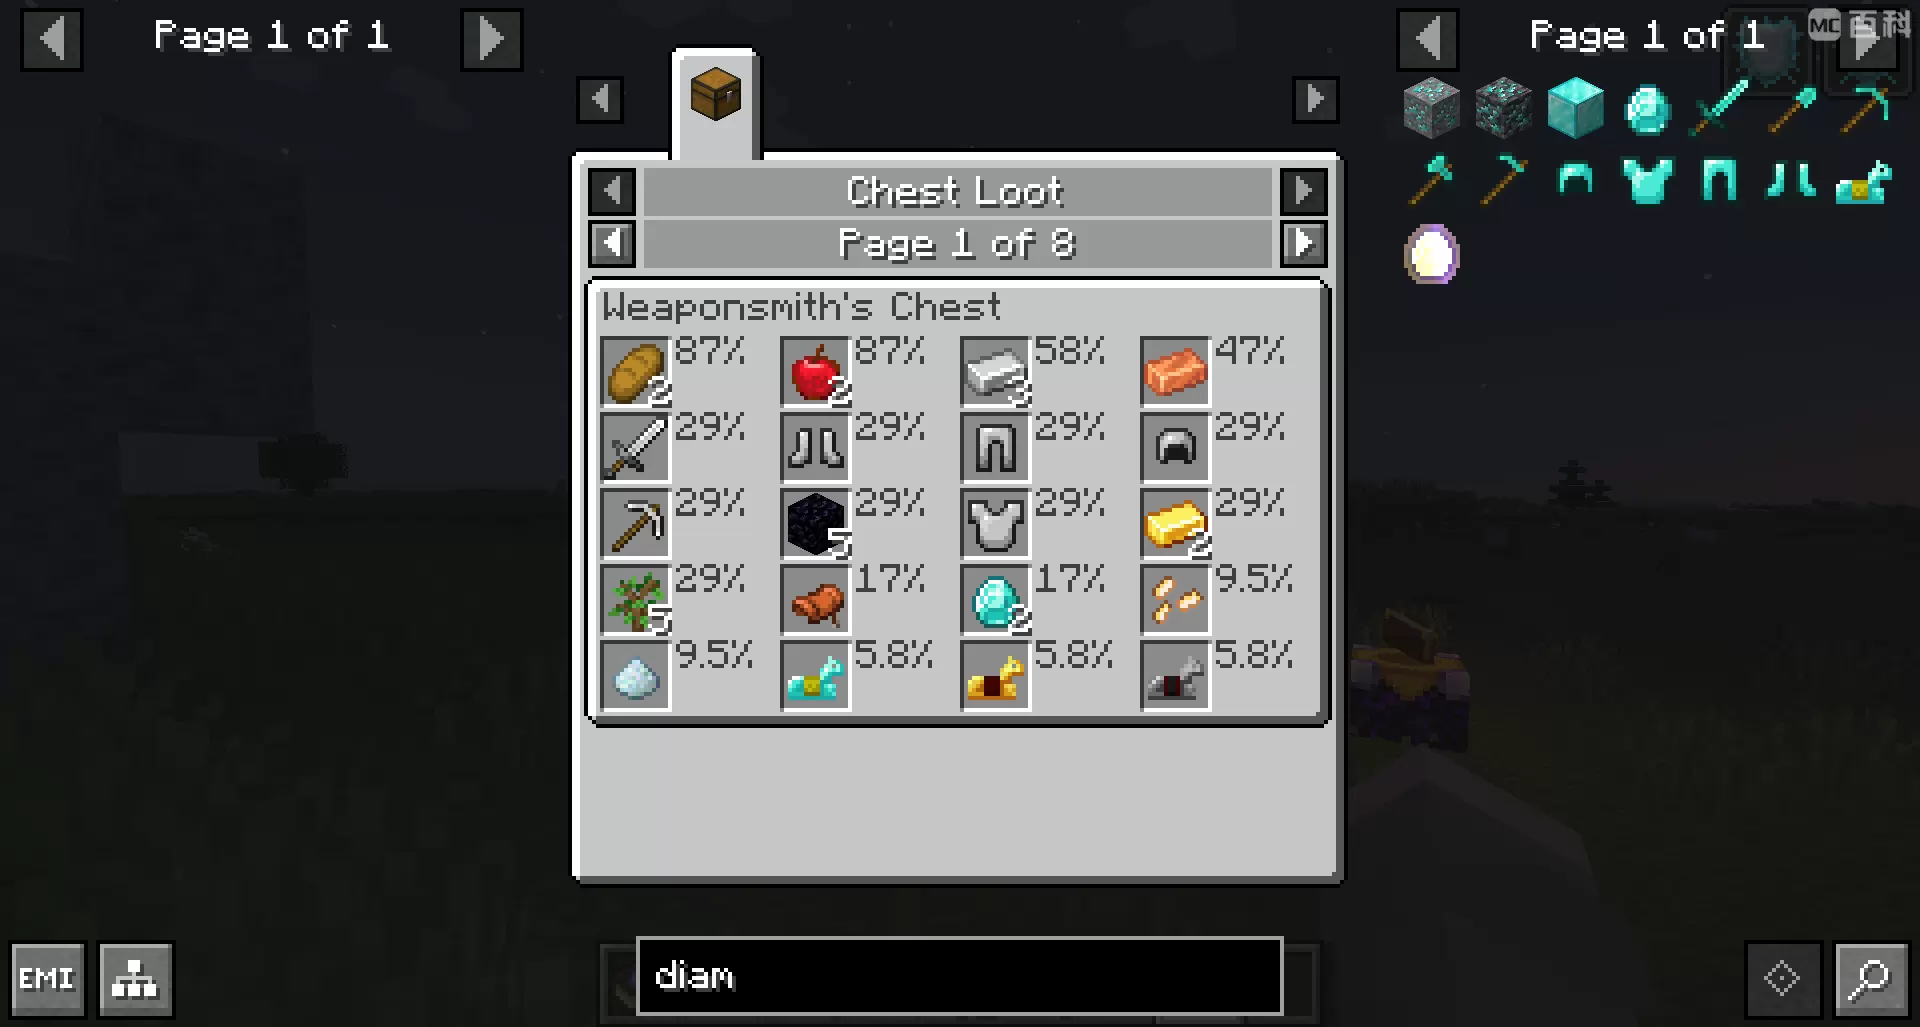 Page 1 of 1
Page 1 of 1
MC百科
Chest Loot
Page 1 of 8
Weaponsmith's Chest
2 87% 2 87% 3 58% 47%
29% 29% 29% 29%
29% 5 29% 29% 2 29%
5 29% 17% 2 17% 9.5%
9.5% 5.8% 5.8% 5.8%
EMI
diam